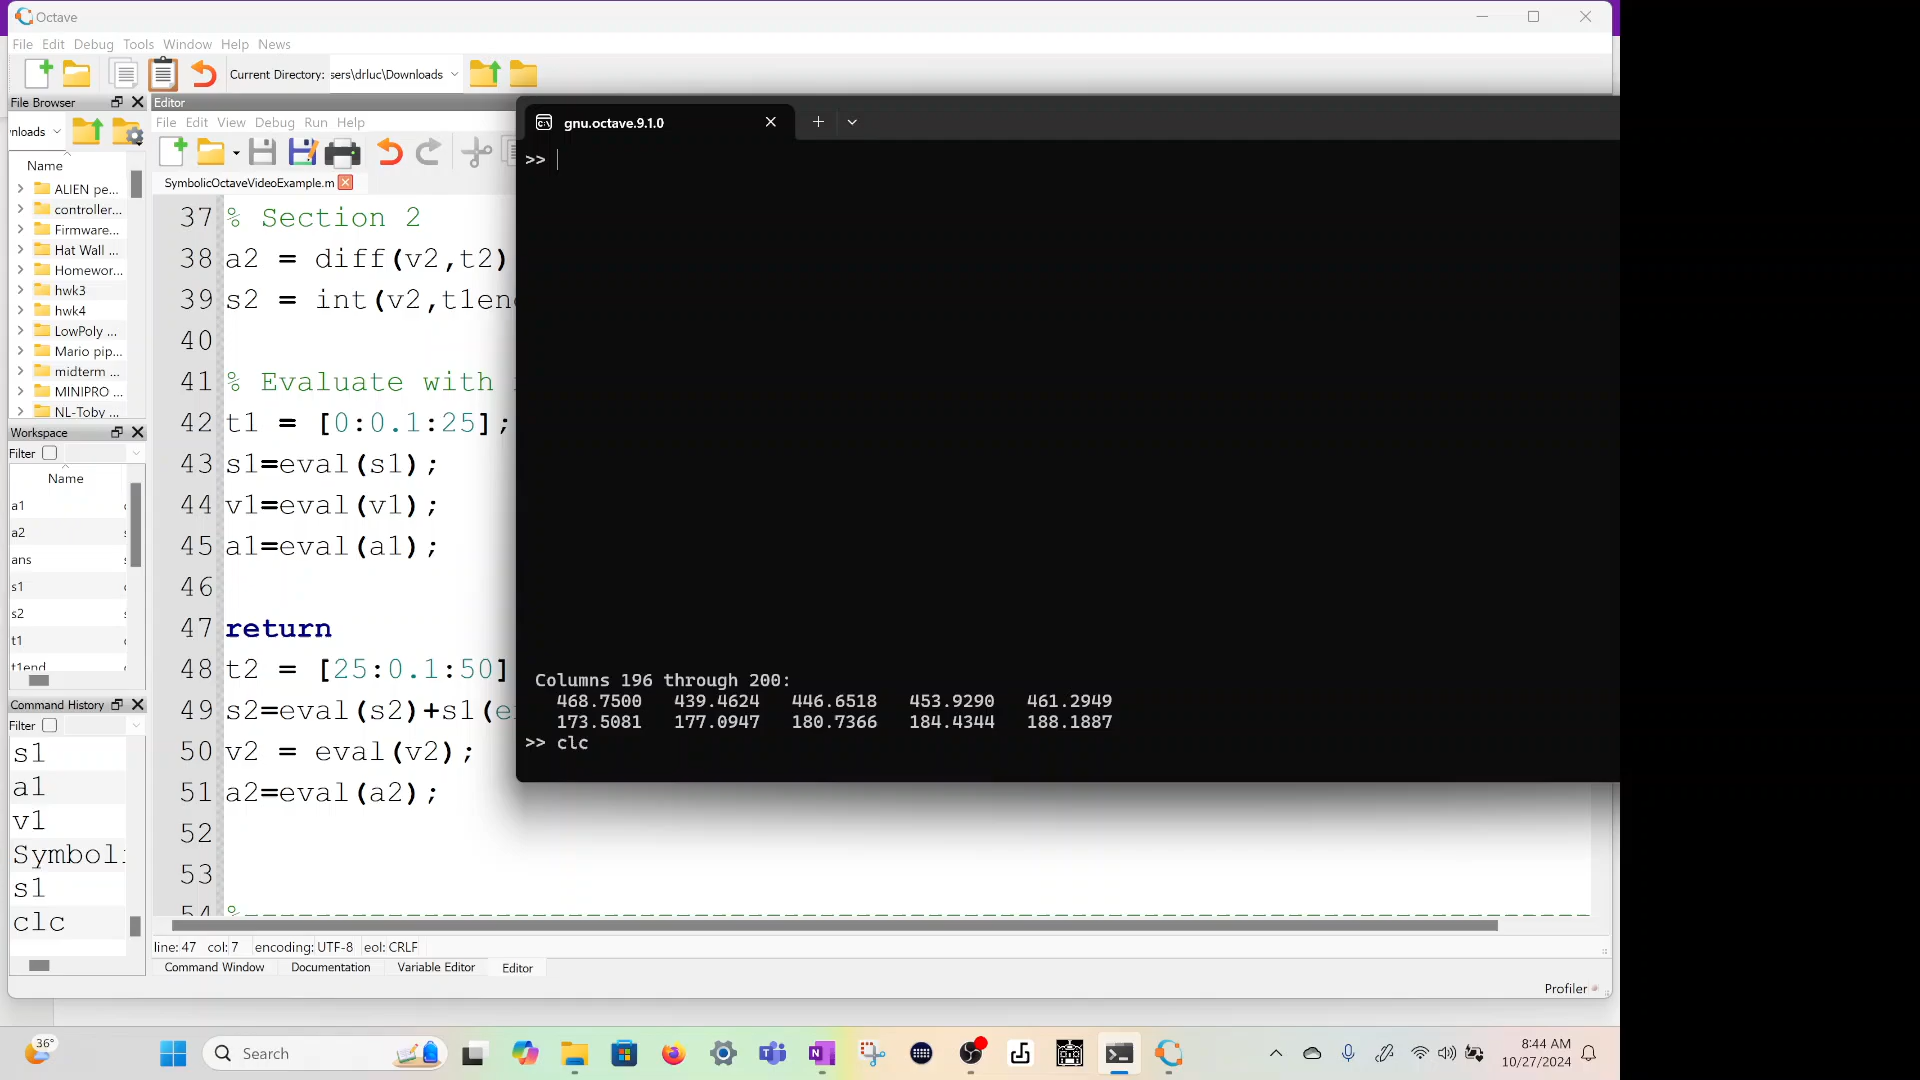 Octave
File Edit Debug Tools Window Help News
Current Directory: sers\drluc\Downloads
File Browser
nloads
Name
ALIEN pe...
controller...
Firmware...
Hat Wall ...
Homewor...
hwk3
hwk4
LowPoly ...
Mario pip...
midterm ...
MINIPRO ...
NL-Toby ...
Workspace
Filter
Name
a1
a2
ans
s1
s2
t1
t1end
Command History
Filter
s1
a1
v1
Symboli
s1
clc
Editor
File Edit View Debug Run Help
SymbolicOctaveVideoExample.m
37 % Section 2
38 a2 = diff(v2,t2)
39 s2 = int(v2,t1en
40
41 % Evaluate with
42 t1 = [0:0.1:25];
43 s1=eval(s1);
44 v1=eval(v1);
45 a1=eval(a1);
46
47 return
48 t2 = [25:0.1:50]
49 s2=eval(s2)+s1(e
50 v2 = eval(v2);
51 a2=eval(a2);
52
53
54 %----------------------------------------------------------------------------
line: 47 col: 7 encoding: UTF-8 eol: CRLF
Command Window Documentation Variable Editor Editor
Profiler
gnu.octave.9.1.0
>>
Columns 196 through 200:
468.7500 439.4624 446.6518 453.9290 461.2949
173.5081 177.0947 180.7366 184.4344 188.1887
>> clc
36°
Search
8:44 AM
10/27/2024